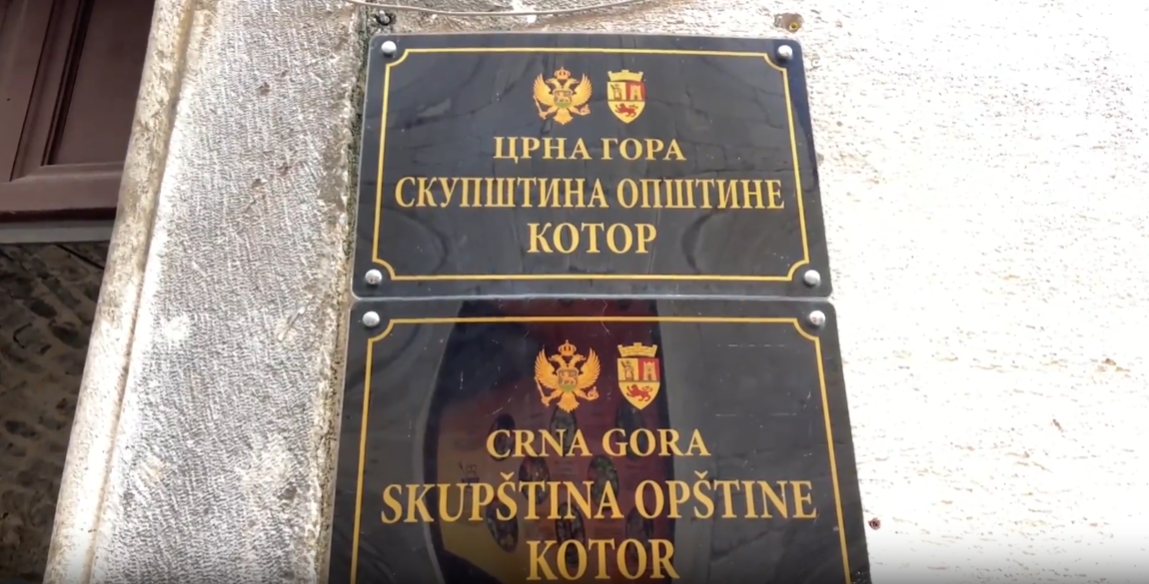 ЦРНА ГОРА
СКУПШТИНА ОПШТИНЕ
КОТОР
CRNA GORA
SKUPŠTINA OPŠTINE
KOTOR